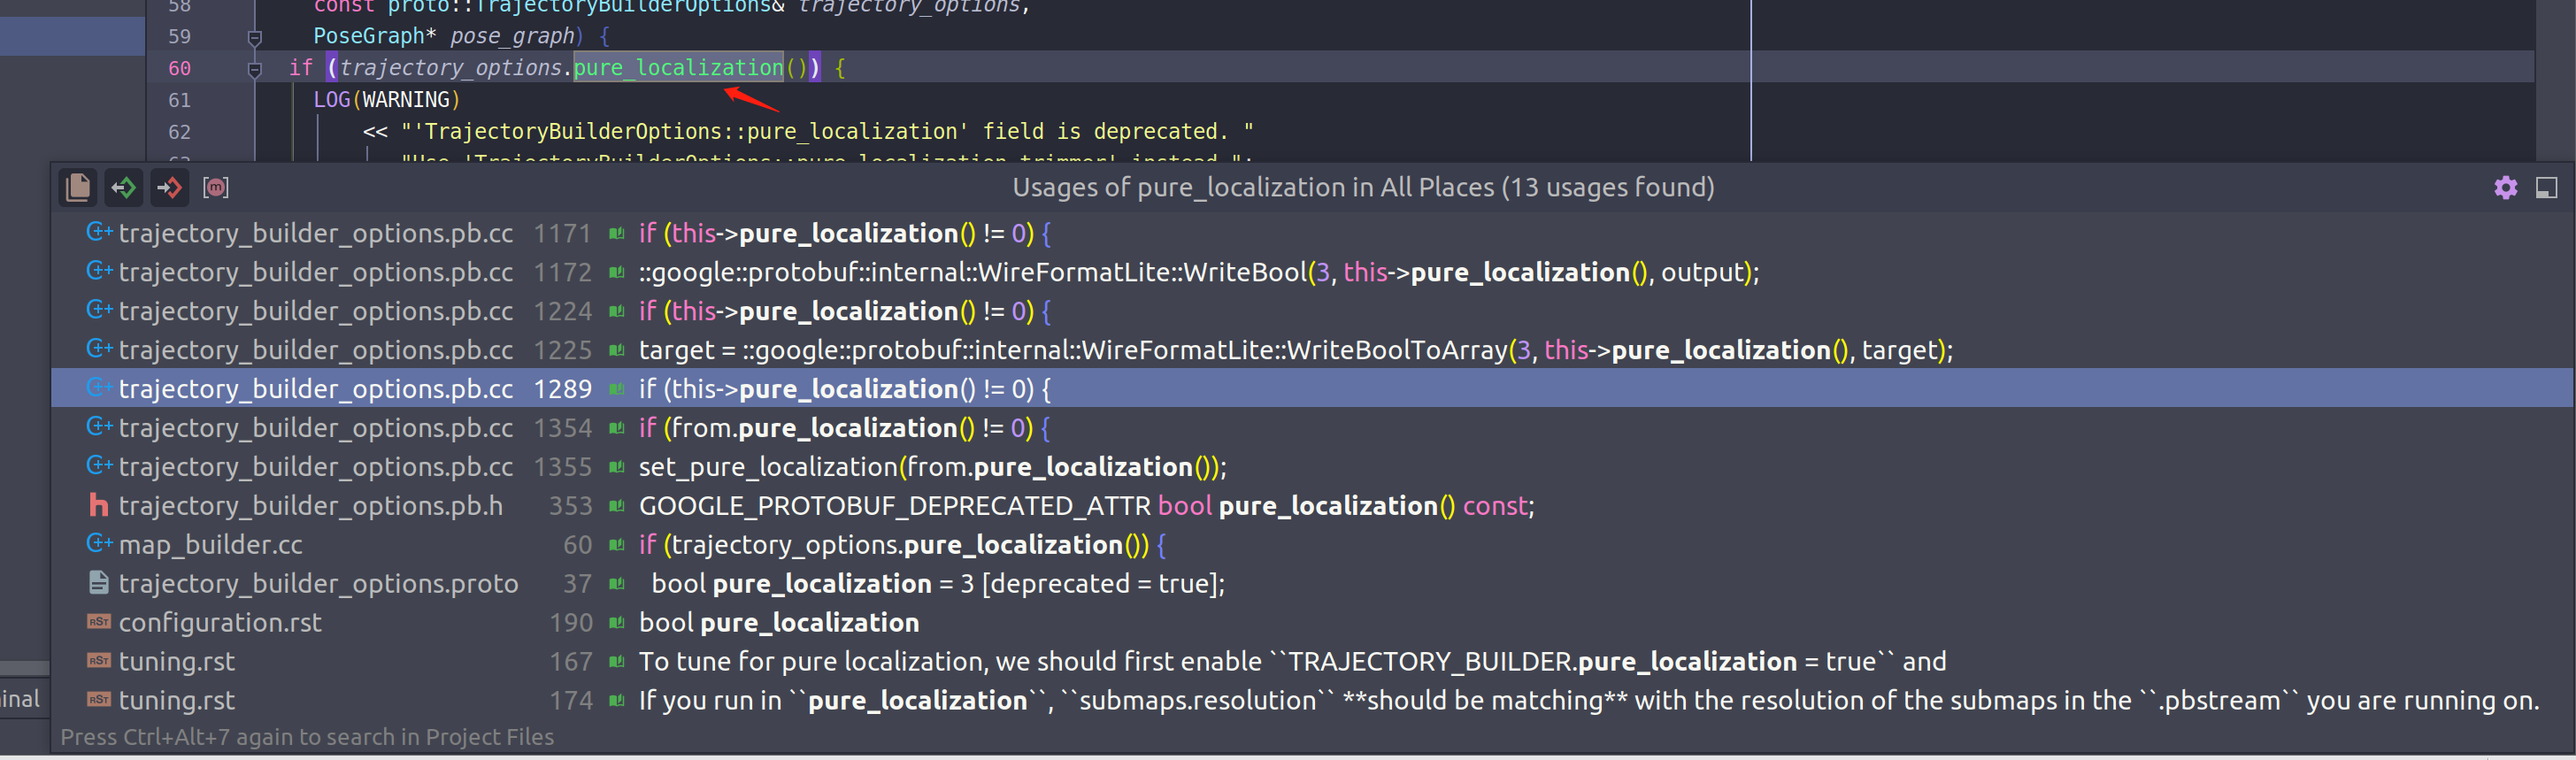 58 const proto::TrajectoryBuilderOptions& trajectory_options,
59 PoseGraph* pose_graph) {
60 if (trajectory_options.pure_localization()) {
61 LOG(WARNING)
62 << "'TrajectoryBuilderOptions::pure_localization' field is deprecated. "
63 "Use 'TrajectoryBuilderOptions::pure_localization_trimmer' instead.";
Usages of pure_localization in All Places (13 usages found)
trajectory_builder_options.pb.cc 1171 if (this->pure_localization() != 0) {
trajectory_builder_options.pb.cc 1172 ::google::protobuf::internal::WireFormatLite::WriteBool(3, this->pure_localization(), output);
trajectory_builder_options.pb.cc 1224 if (this->pure_localization() != 0) {
trajectory_builder_options.pb.cc 1225 target = ::google::protobuf::internal::WireFormatLite::WriteBoolToArray(3, this->pure_localization(), target);
trajectory_builder_options.pb.cc 1289 if (this->pure_localization() != 0) {
trajectory_builder_options.pb.cc 1354 if (from.pure_localization() != 0) {
trajectory_builder_options.pb.cc 1355 set_pure_localization(from.pure_localization());
trajectory_builder_options.pb.h 353 GOOGLE_PROTOBUF_DEPRECATED_ATTR bool pure_localization() const;
map_builder.cc 60 if (trajectory_options.pure_localization()) {
trajectory_builder_options.proto 37 bool pure_localization = 3 [deprecated = true];
configuration.rst 190 bool pure_localization
tuning.rst 167 To tune for pure localization, we should first enable ``TRAJECTORY_BUILDER.pure_localization = true`` and
inal
tuning.rst 174 If you run in ``pure_localization``, ``submaps.resolution`` **should be matching** with the resolution of the submaps in the ``.pbstream`` you are running on.
Press Ctrl+Alt+7 again to search in Project Files